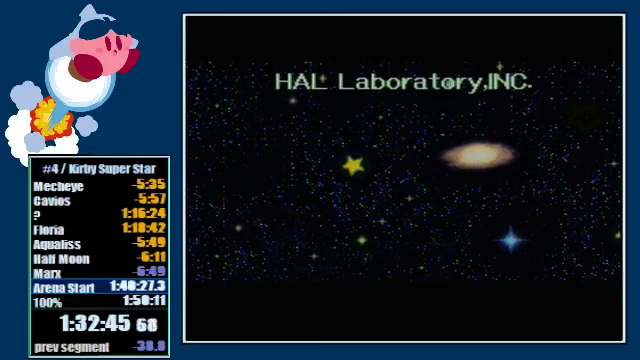 HAL Laboratory,INC.
#4 / Kirby Super Star
Mecheye -5:35
Cavios -5:57
? 1:16:24
Floria 1:18:42
Aqualiss -5:49
Half Moon -6:11
Marx -6:49
Arena Start 1:40:27.3
100% 1:50:11
1:32:45 68
prev segment -38.8